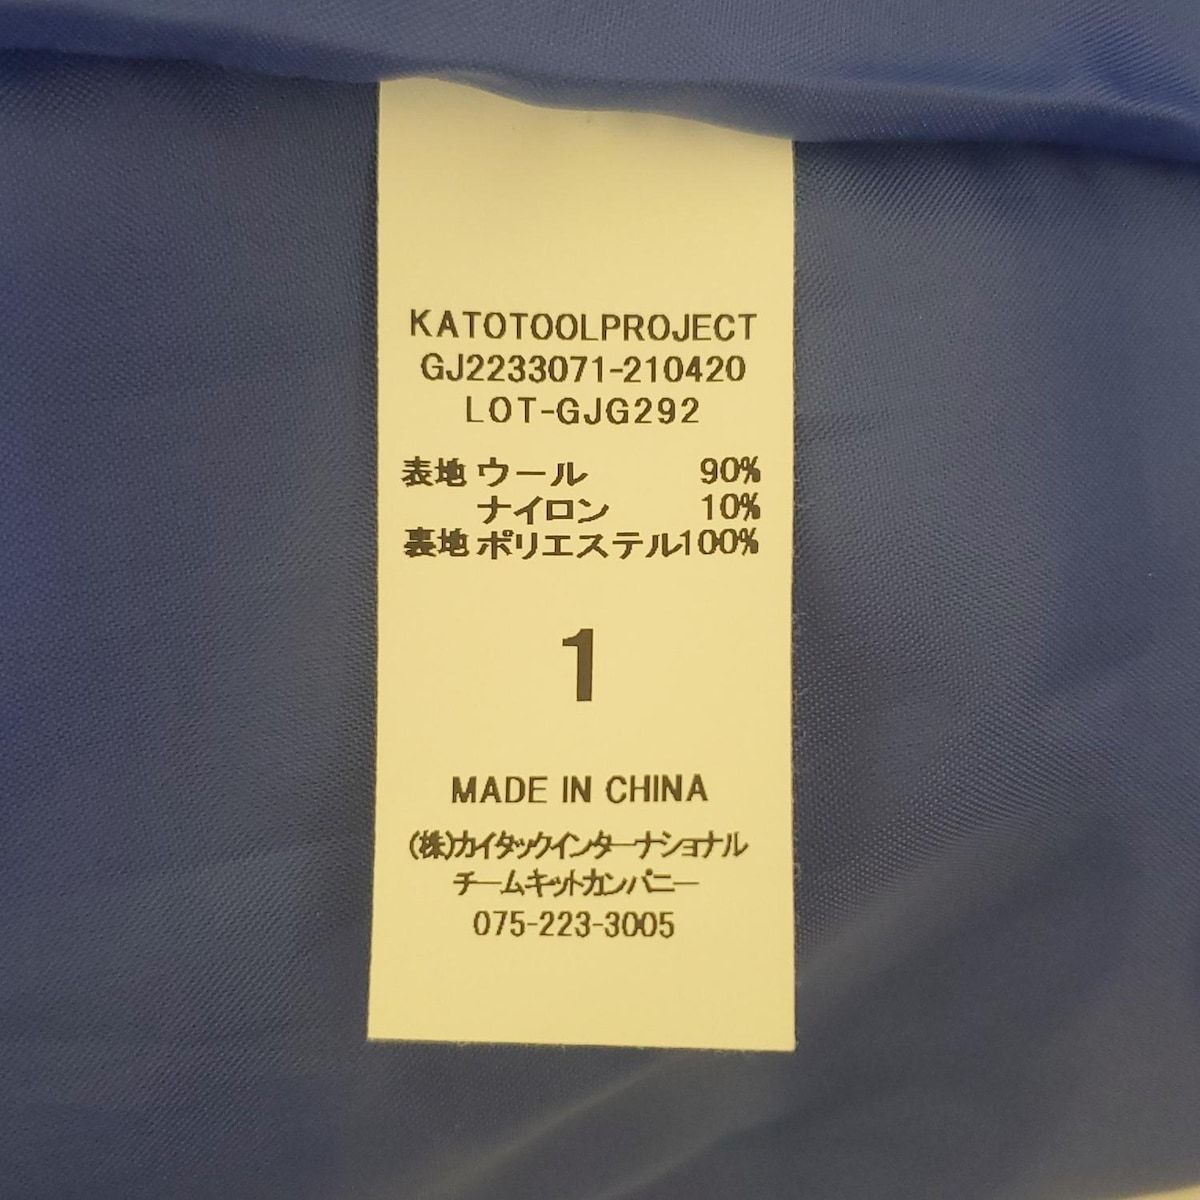 KATOTOOLPROJECT
GJ2233071-210420
LOT-GJG292
表地 ウール 90%
ナイロン 10%
裏地 ポリエステル100%
1
MADE IN CHINA
(株)カイタックインターナショナル
チームキットカンパニー
075-223-3005